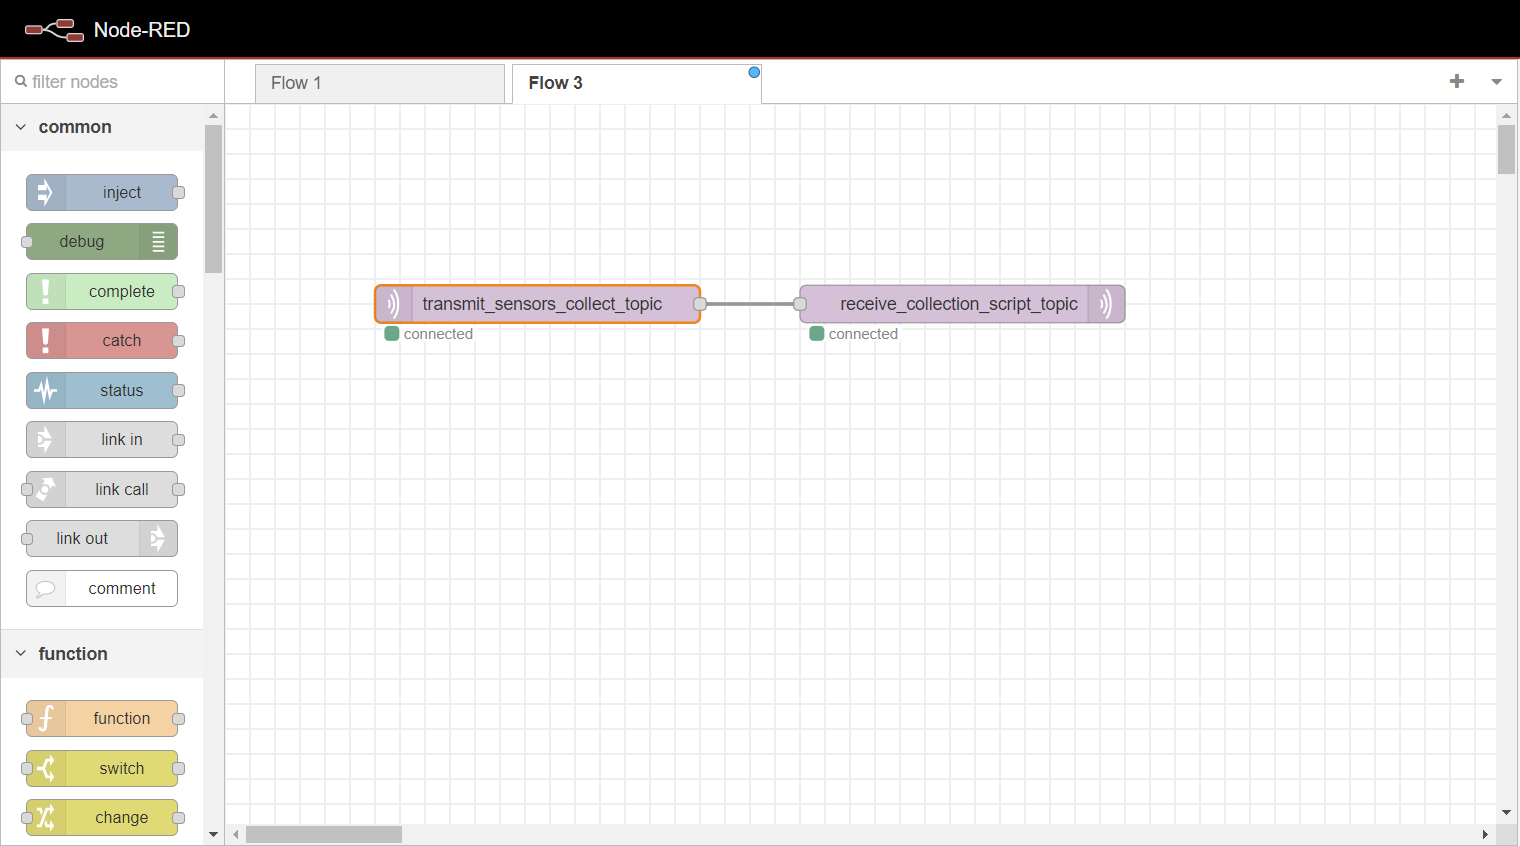 Node-RED
filter nodes
Flow 1
Flow 3
common
inject
debug
complete
catch
status
link in
link call
link out
comment
function
function
switch
change
transmit_sensors_collect_topic
connected
receive_collection_script_topic
connected